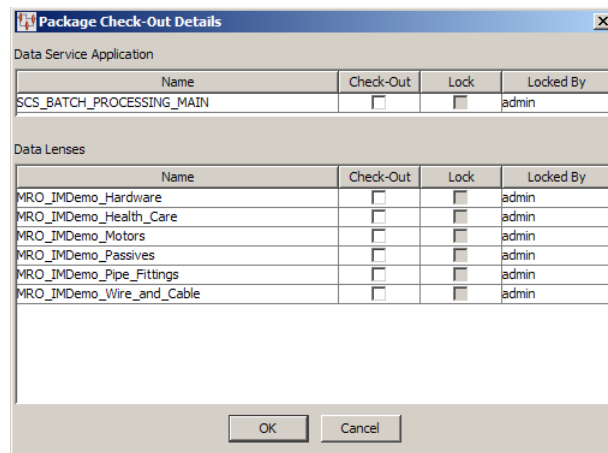 Package Check-Out Details
Data Service Application
Name Check-Out Lock Locked By
SCS_BATCH_PROCESSING_MAIN admin
Data Lenses
Name Check-Out Lock Locked By
MRO_IMDemo_Hardware admin
MRO_IMDemo_Health_Care admin
MRO_IMDemo_Motors admin
MRO_IMDemo_Passives admin
MRO_IMDemo_Pipe_Fittings admin
MRO_IMDemo_Wire_and_Cable admin
OK Cancel